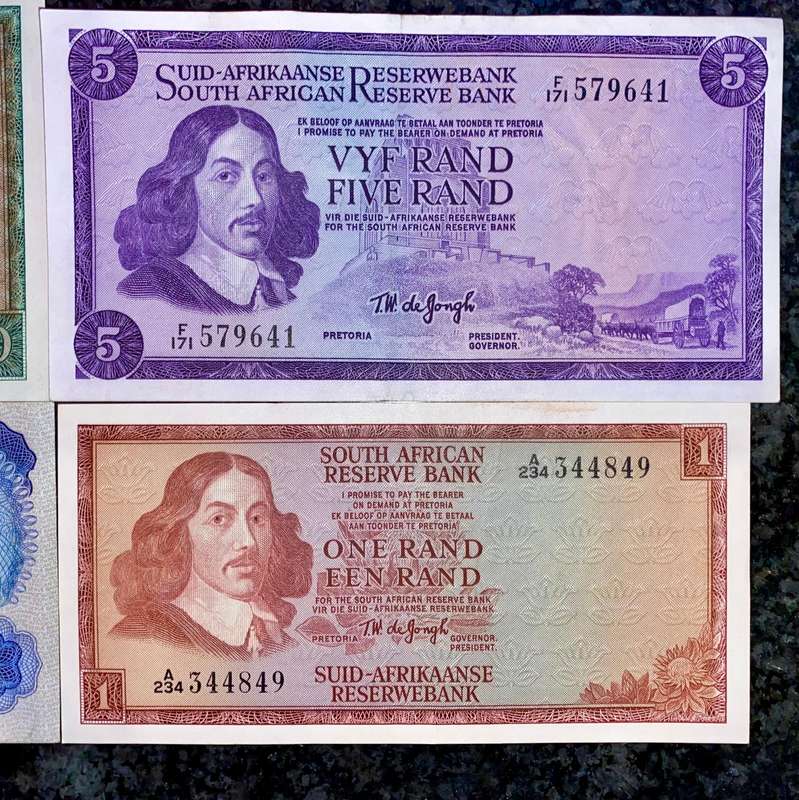 5
5
SUID-AFRIKAANSE RESERWEBANK
SOUTH AFRICAN RESERVE BANK
F/171 579641
EK BELOOF OP AANVRAAG TE BETAAL AAN TOONDER TE PRETORIA
I PROMISE TO PAY THE BEARER ON DEMAND AT PRETORIA
VYF RAND
FIVE RAND
VIR DIE SUID-AFRIKAANSE RESERWEBANK
FOR THE SOUTH AFRICAN RESERVE BANK
T.W. de Jongh
F/171 579641
PRETORIA
PRESIDENT.
GOVERNOR.
5
1
SOUTH AFRICAN
RESERVE BANK
A/234 344849
I PROMISE TO PAY THE BEARER
ON DEMAND AT PRETORIA
EK BELOOF OP AANVRAAG TE BETAAL
AAN TOONDER TE PRETORIA
ONE RAND
EEN RAND
FOR THE SOUTH AFRICAN RESERVE BANK
VIR DIE SUID-AFRIKAANSE RESERWEBANK
PRETORIA
T.W. de Jongh
GOVERNOR.
PRESIDENT.
A/234 344849
SUID-AFRIKAANSE
RESERWEBANK
1